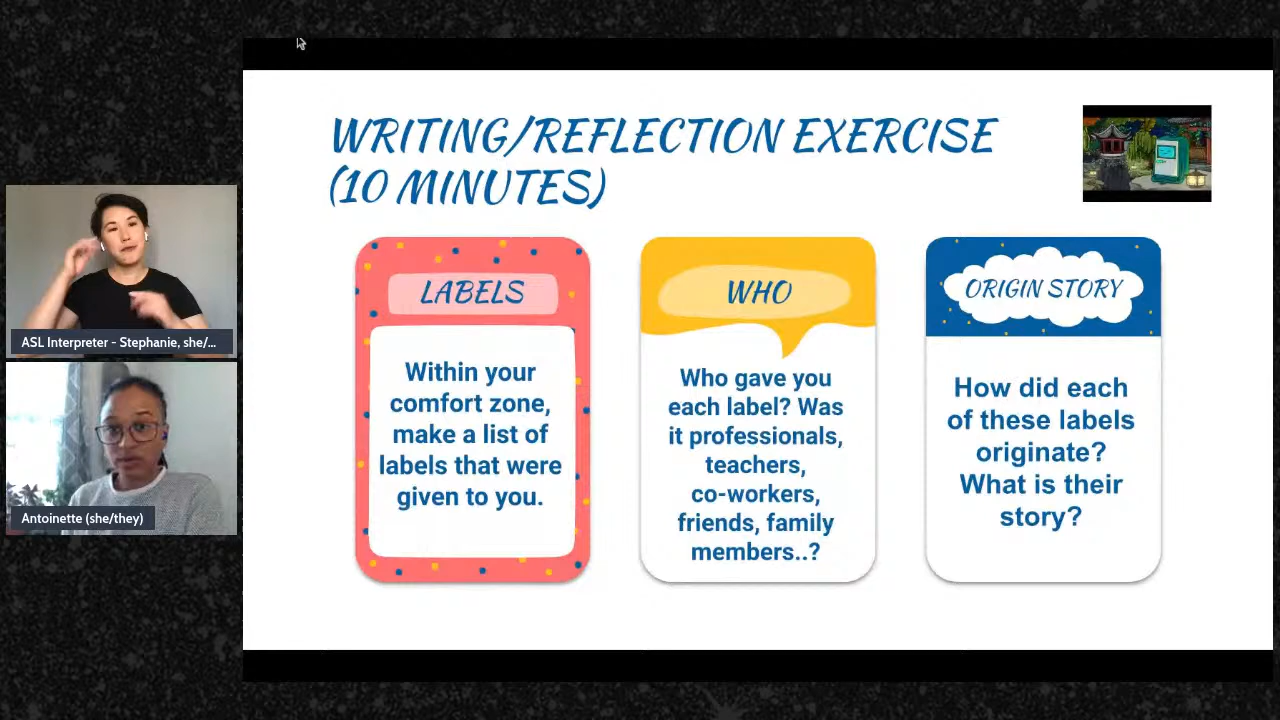 WRITING/REFLECTION EXERCISE
(10 MINUTES)
LABELS
Within your
comfort zone,
make a list of
labels that were
given to you.
WHO
Who gave you
each label? Was
it professionals,
teachers,
co-workers,
friends, family
members..?
ORIGIN STORY
How did each
of these labels
originate?
What is their
story?
ASL Interpreter - Stephanie, she/...
Antoinette (she/they)